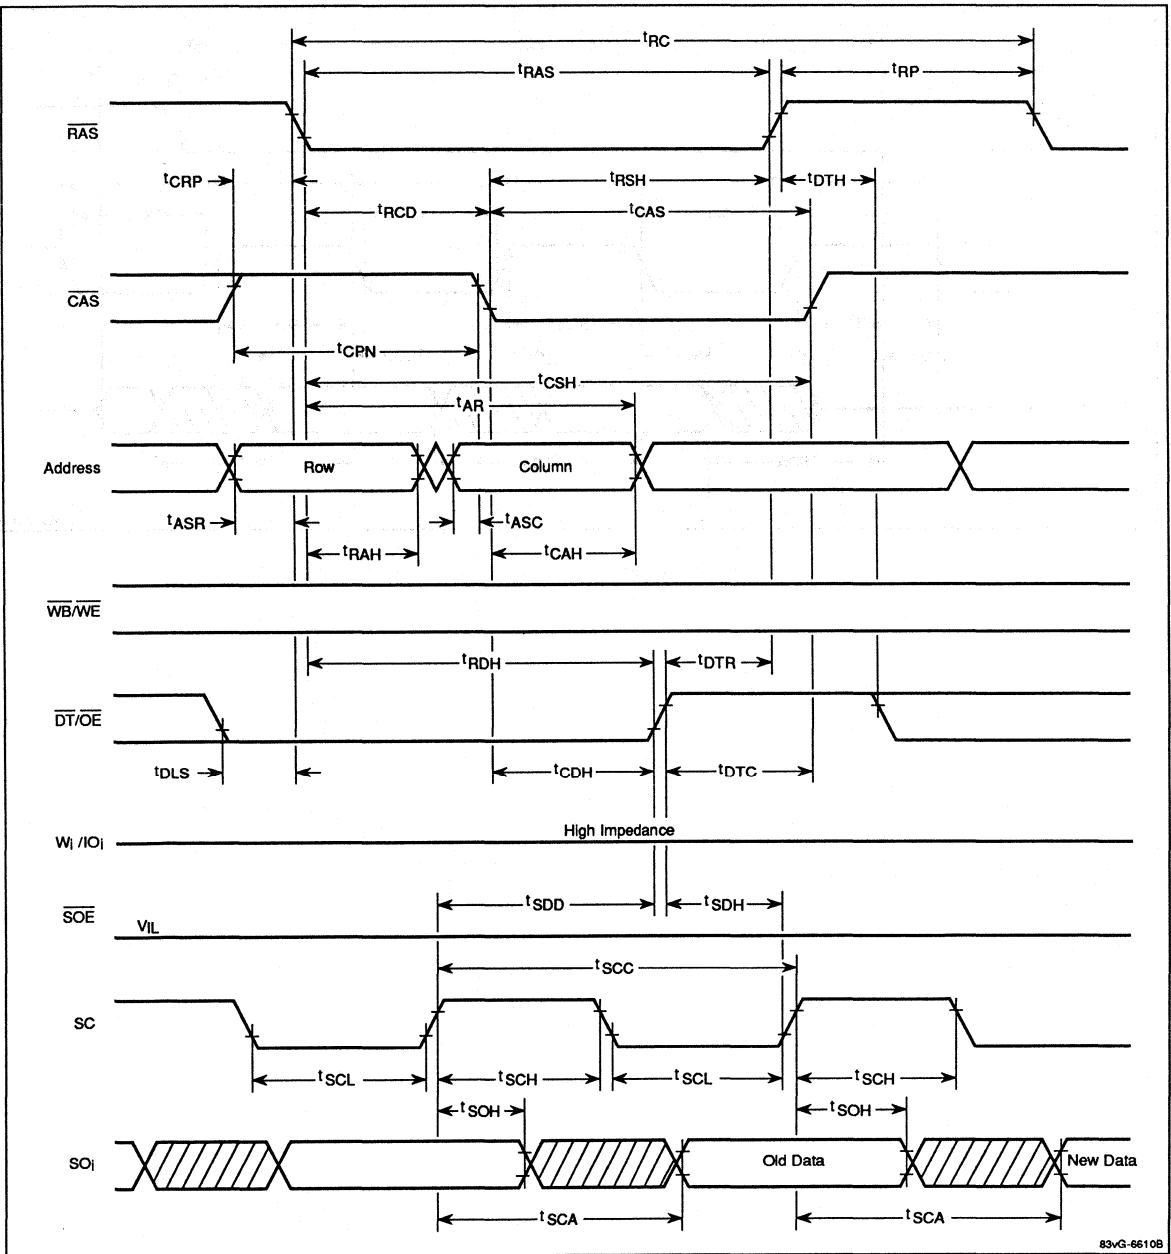 tRC
tRAS
tRP
RAS
tCRP
tRSH
tDTH
tRCD
tCAS
CAS
tCPN
tCSH
tAR
Address
Row
Column
tASR
tASC
tRAH
tCAH
WB/WE
tRDH
tDTR
DT/OE
tDLS
tCDH
tDTC
High Impedance
Wi /IOi
tSDD
tSDH
SOE
VIL
tSCC
SC
tSCL
tSCH
tSCL
tSCH
tSOH
tSOH
SOi
Old Data
New Data
tSCA
tSCA
83vG-6610B